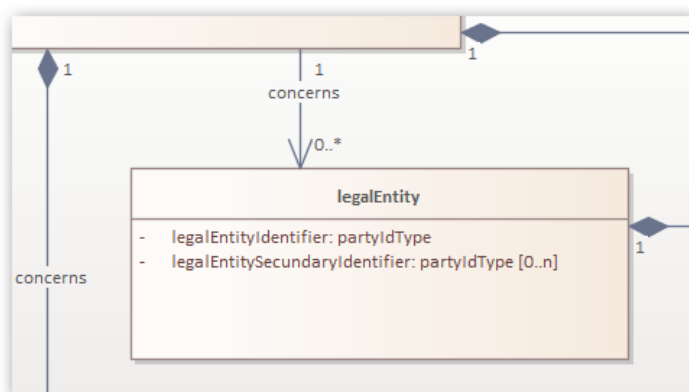 1
1
1
concerns
0..*
legalEntity
- legalEntityIdentifier: partyIdType
- legalEntitySecundaryIdentifier: partyIdType [0..n]
1
concerns